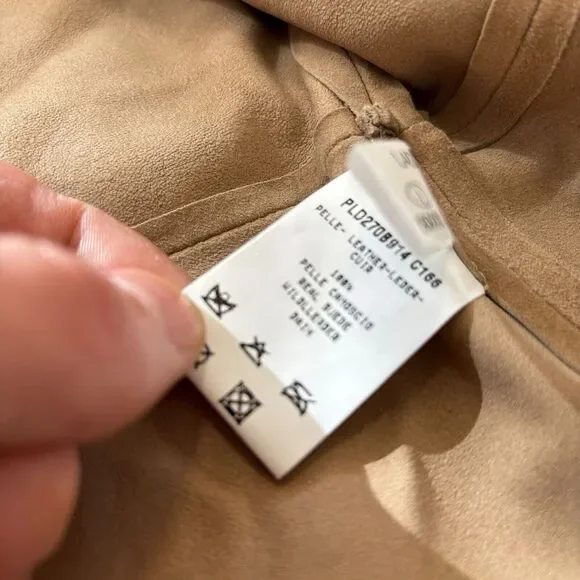 PLD270B914 C166
PELLE- LEATHER-LEDER-
CUIR
100%
PELLE CAMOSCIO
REAL SUEDE
WILDLEDER
DAIM